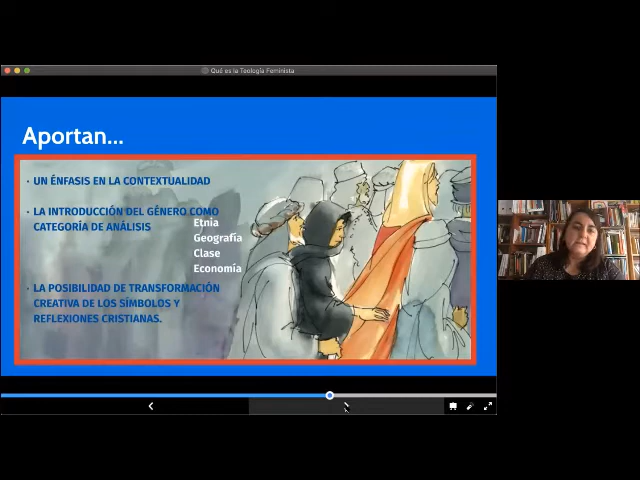 Qué es la Teología Feminista
Aportan...
· UN ÉNFASIS EN LA CONTEXTUALIDAD
· LA INTRODUCCIÓN DEL GÉNERO COMO
CATEGORÍA DE ANÁLISIS
Etnia
Geografía
Clase
Economía
· LA POSIBILIDAD DE TRANSFORMACIÓN
CREATIVA DE LOS SÍMBOLOS Y
REFLEXIONES CRISTIANAS.